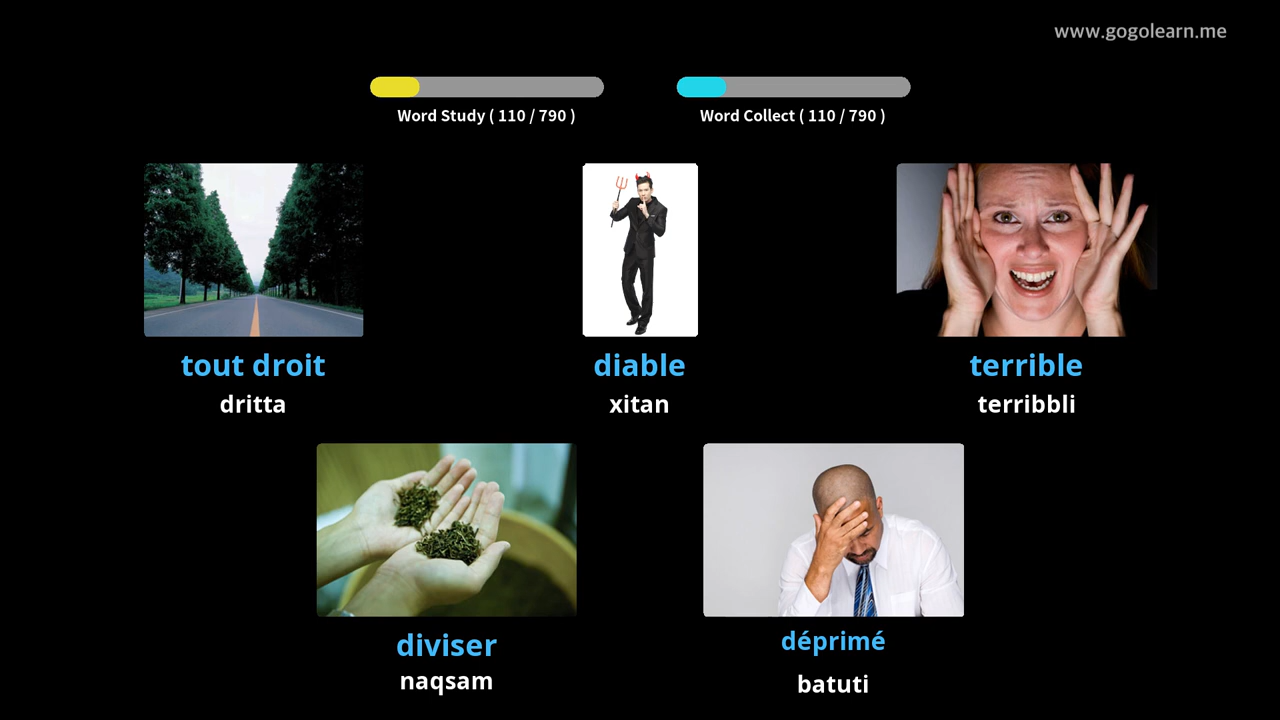 www.gogolearn.me
Word Study ( 110 / 790 )
Word Collect ( 110 / 790 )
tout droit
dritta
diable
xitan
terrible
terribbli
diviser
naqsam
déprimé
batuti